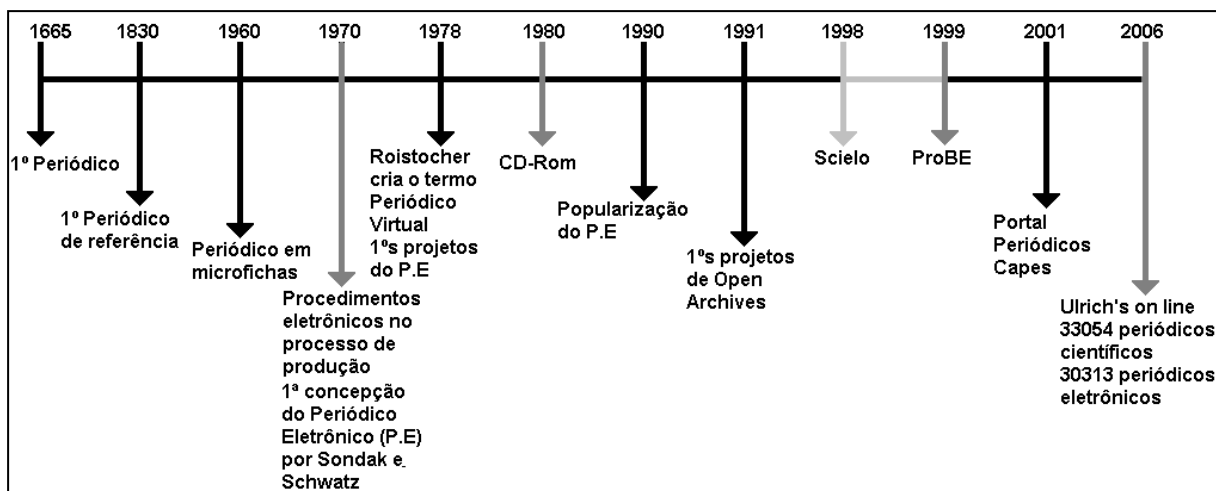 1665 1830 1960 1970 1978 1980 1990 1991 1998 1999 2001 2006
1º Periódico
1º Periódico
de referência
Periódico em
microfichas
Procedimentos
eletrônicos no
processo de
produção
1ª concepção
do Periódico
Eletrônico (P.E)
por Sondak e
Schwatz
Roistocher
cria o termo
Periódico
Virtual
1ºs projetos
do P.E
CD-Rom
Popularização
do P.E
1ºs projetos
de Open
Archives
Scielo
ProBE
Portal
Periódicos
Capes
Ulrich's on line
33054 periódicos
científicos
30313 periódicos
eletrônicos